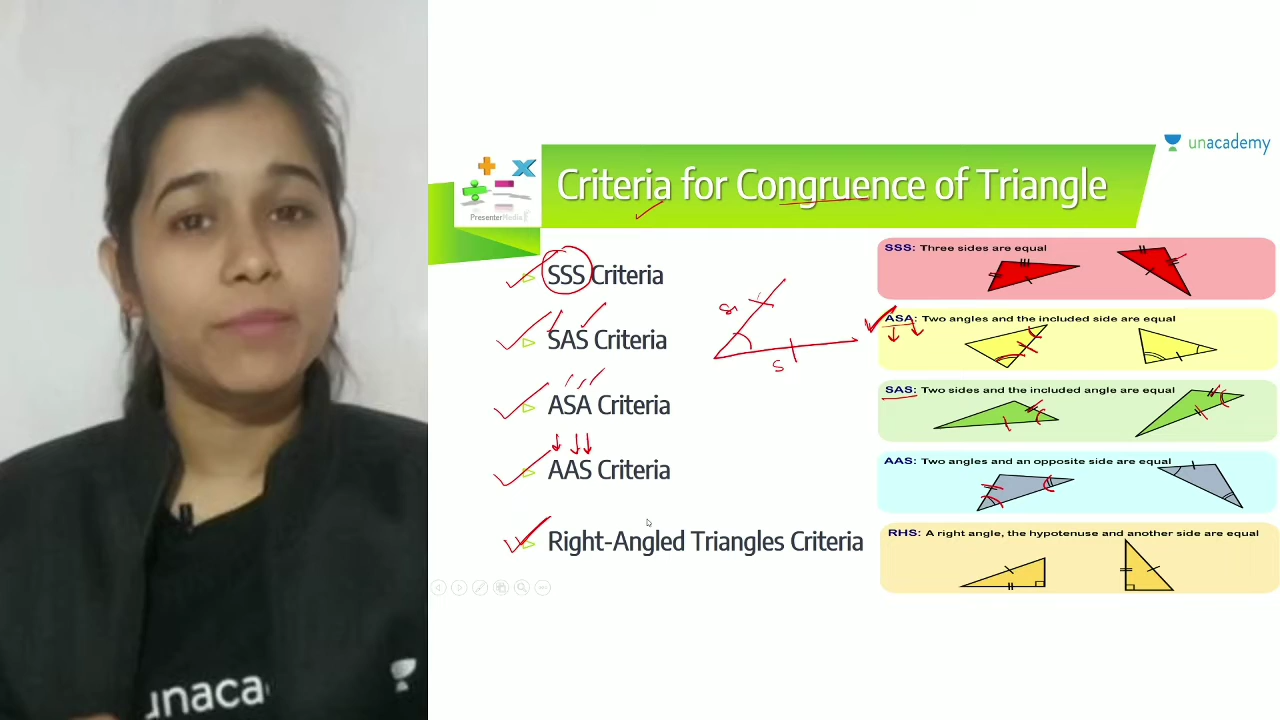 unacademy
Criteria for Congruence of Triangle
PresenterMedia
SSS Criteria
SAS Criteria
ASA Criteria
AAS Criteria
Right-Angled Triangles Criteria
S
S
SSS: Three sides are equal
ASA: Two angles and the included side are equal
SAS: Two sides and the included angle are equal
AAS: Two angles and an opposite side are equal
RHS: A right angle, the hypotenuse and another side are equal
unaca